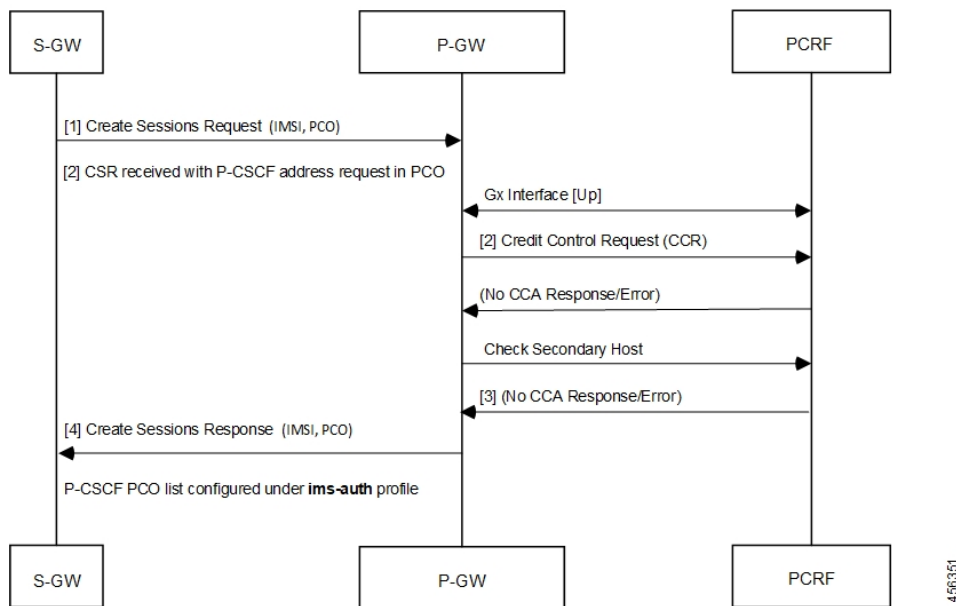 S-GW
P-GW
PCRF
[1] Create Sessions Request (IMSI, PCO)
[2] CSR received with P-CSCF address request in PCO
Gx Interface [Up]
[2] Credit Control Request (CCR)
(No CCA Response/Error)
Check Secondary Host
[3] (No CCA Response/Error)
[4] Create Sessions Response (IMSI, PCO)
P-CSCF PCO list configured under ims-auth profile
S-GW
P-GW
PCRF
456351